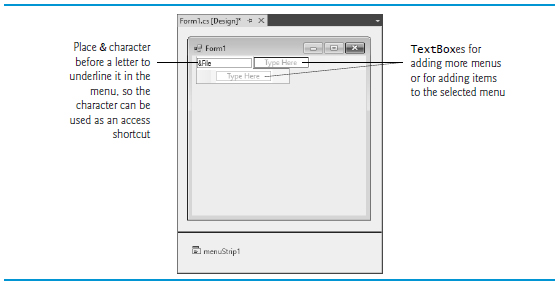 Form1.cs [Design]*
Place & character
before a letter to
underline it in the
menu, so the
character can be
used as an access
shortcut
Form1
&File
Type Here
Type Here
TextBoxes for
adding more menus
or for adding items
to the selected menu
menuStrip1